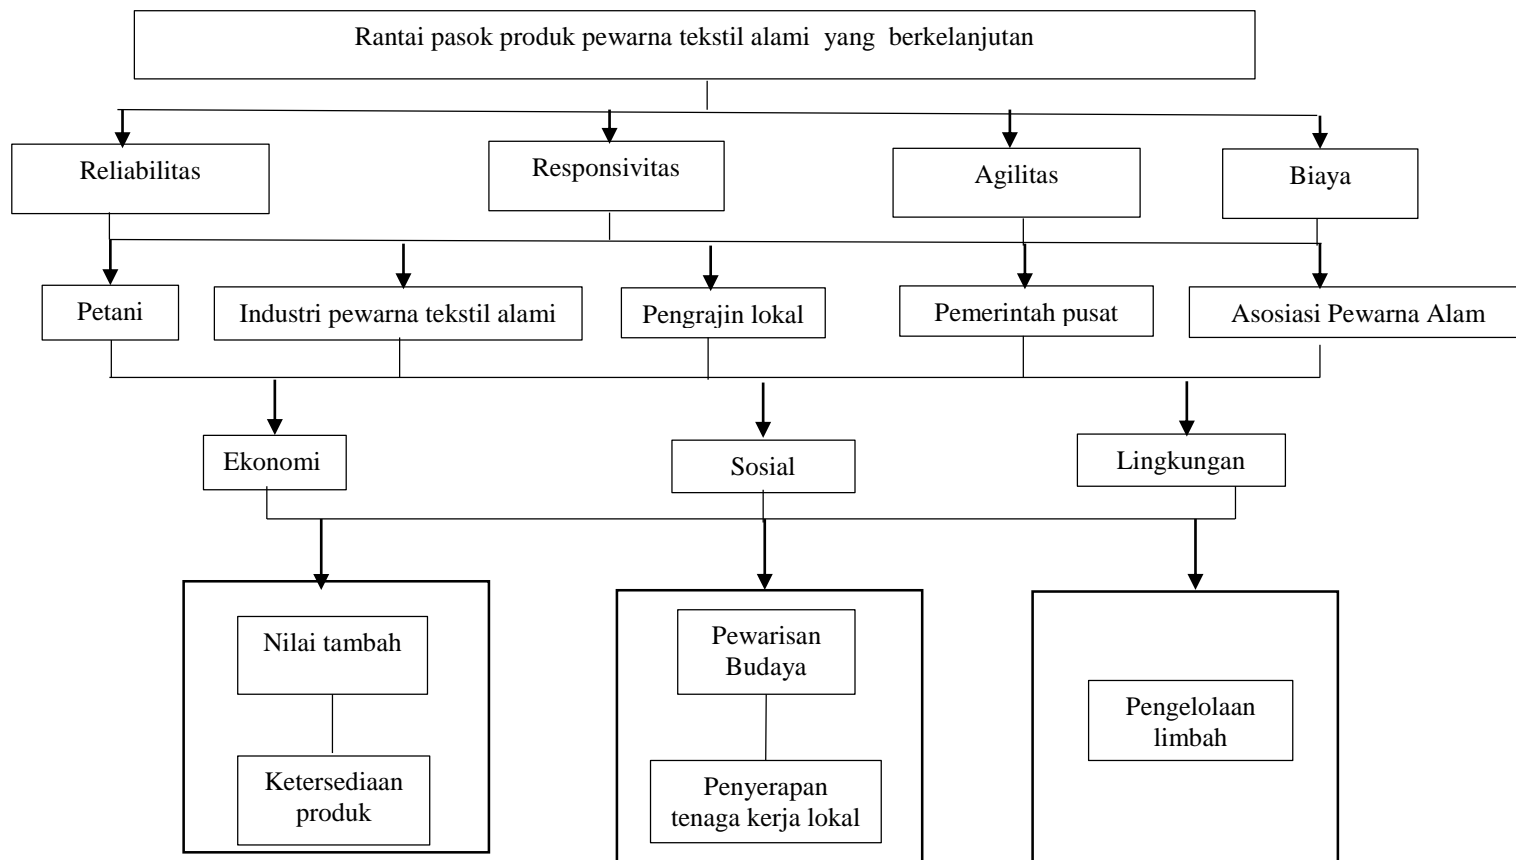 Rantai pasok produk pewarna tekstil alami yang berkelanjutan
Reliabilitas
Responsivitas
Agilitas
Biaya
Petani
Industri pewarna tekstil alami
Pengrajin lokal
Pemerintah pusat
Asosiasi Pewarna Alam
Ekonomi
Sosial
Lingkungan
Nilai tambah
Ketersediaan
produk
Pewarisan
Budaya
Penyerapan
tenaga kerja lokal
Pengelolaan
limbah